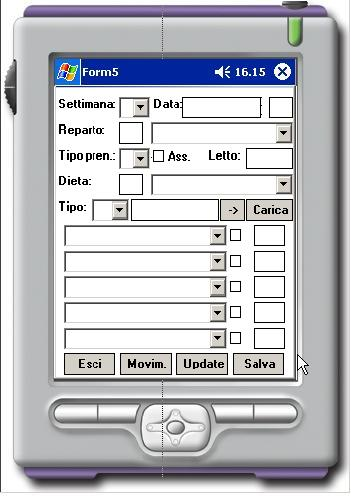 Form5 16.15
Settimana: Data: :
Reparto:
Tipo pren.: Ass. Letto:
Dieta:
Tipo: -> Carica
Esci Movim. Update Salva